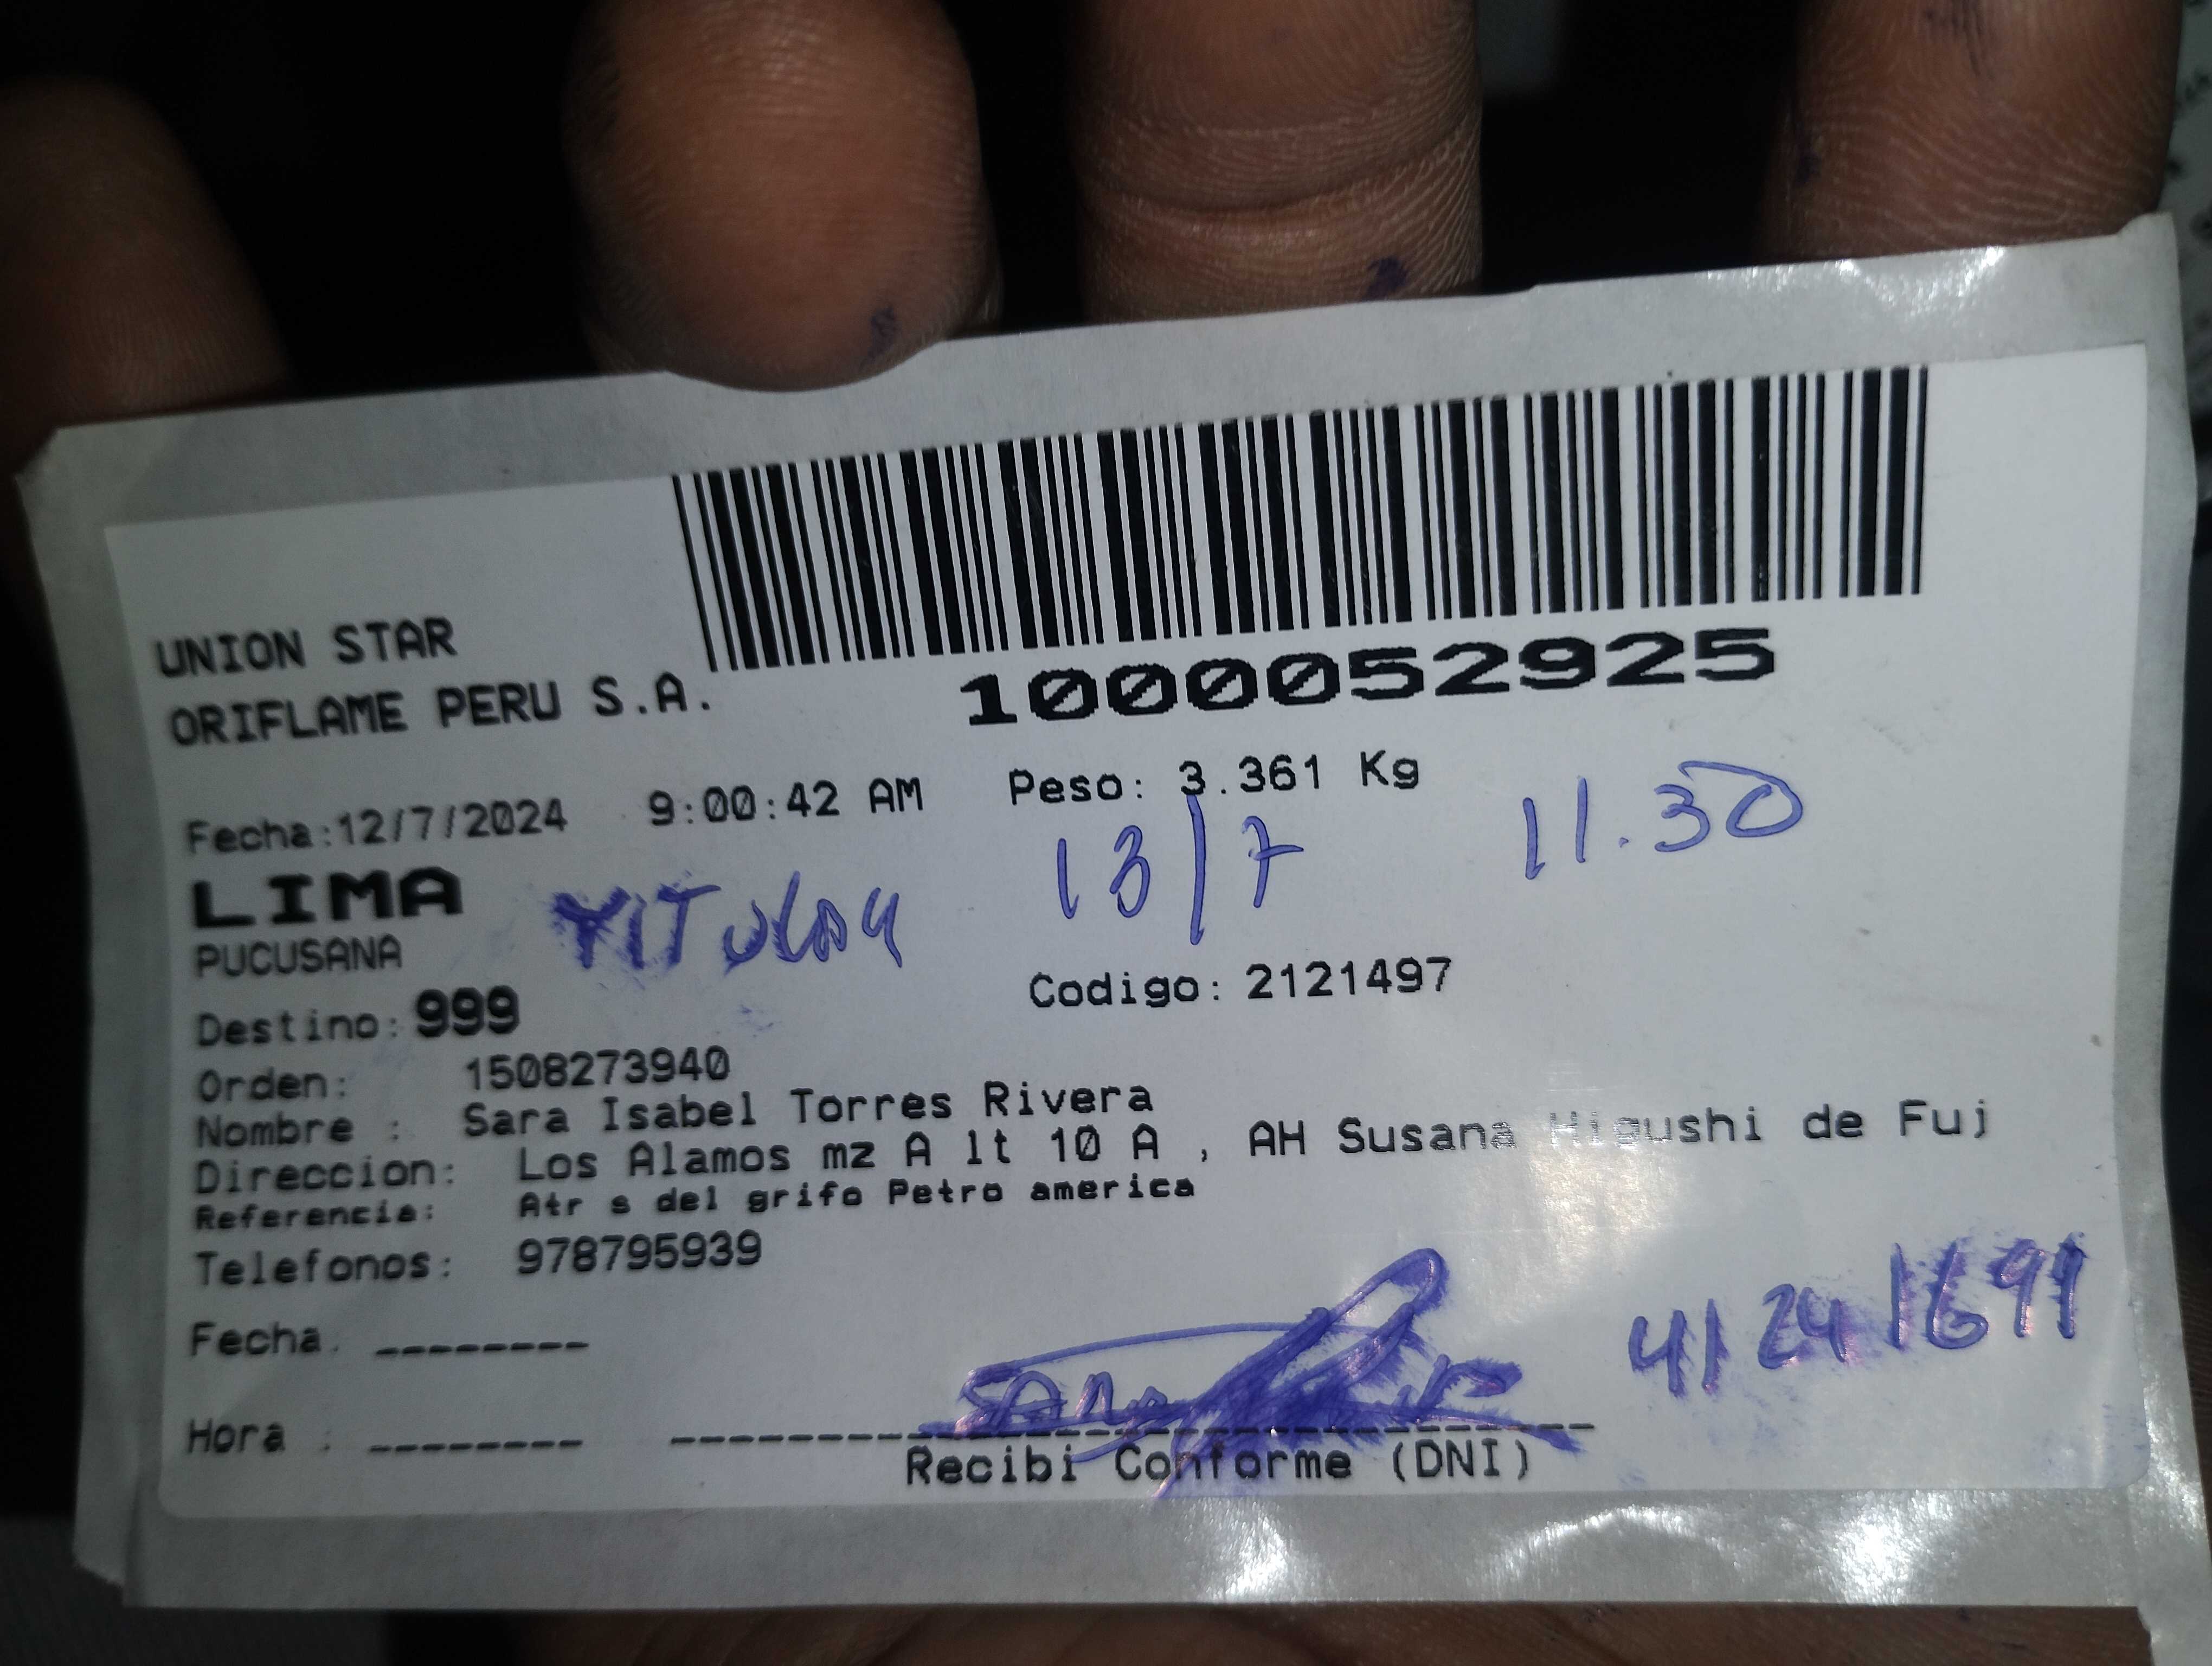 UNION STAR
ORIFLAME PERU S.A.
1000052925
Fecha:12/7/2024 9:00:42 AM Peso: 3.361 Kg
13/7 11.30
LIMA
TITULAR
PUCUSANA
Codigo: 2121497
Destino: 999
Orden: 1508273940
Nombre : Sara Isabel Torres Rivera
Direccion: Los Alamos mz A lt 10 A , AH Susana Higushi de Fuj
Referencia: Atr s del grifo Petro america
Telefonos: 978795939
Fecha. --------
41241699
Hora : --------
Recibi Conforme (DNI)